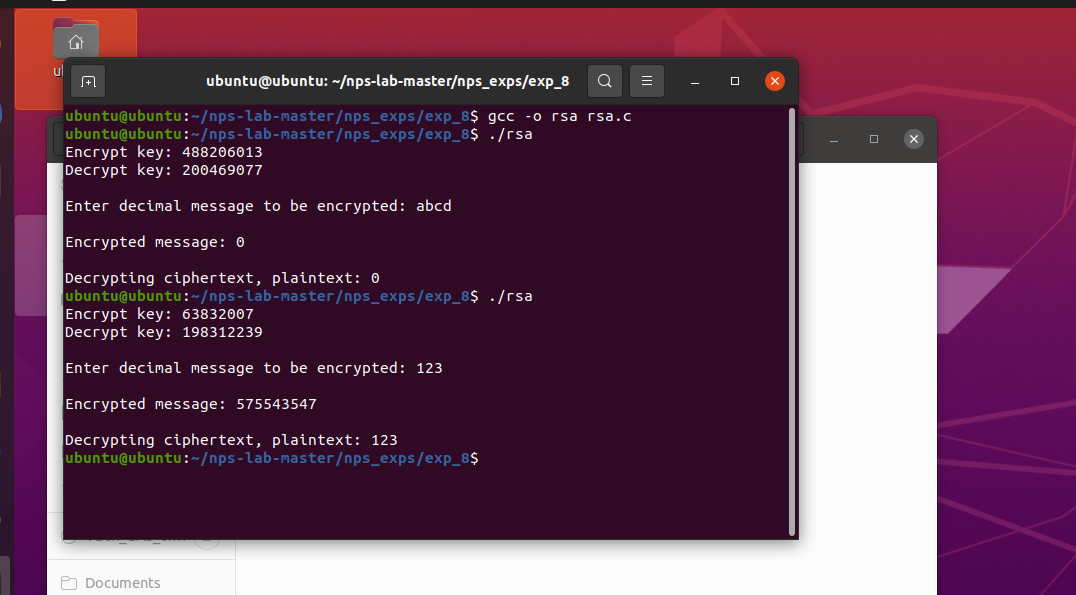 ubuntu@ubuntu: ~/nps-lab-master/nps_exps/exp_8
ubuntu@ubuntu:~/nps-lab-master/nps_exps/exp_8$ gcc -o rsa rsa.c
ubuntu@ubuntu:~/nps-lab-master/nps_exps/exp_8$ ./rsa
Encrypt key: 488206013
Decrypt key: 200469077
Enter decimal message to be encrypted: abcd
Encrypted message: 0
Decrypting ciphertext, plaintext: 0
ubuntu@ubuntu:~/nps-lab-master/nps_exps/exp_8$ ./rsa
Encrypt key: 63832007
Decrypt key: 198312239
Enter decimal message to be encrypted: 123
Encrypted message: 575543547
Decrypting ciphertext, plaintext: 123
ubuntu@ubuntu:~/nps-lab-master/nps_exps/exp_8$
Documents